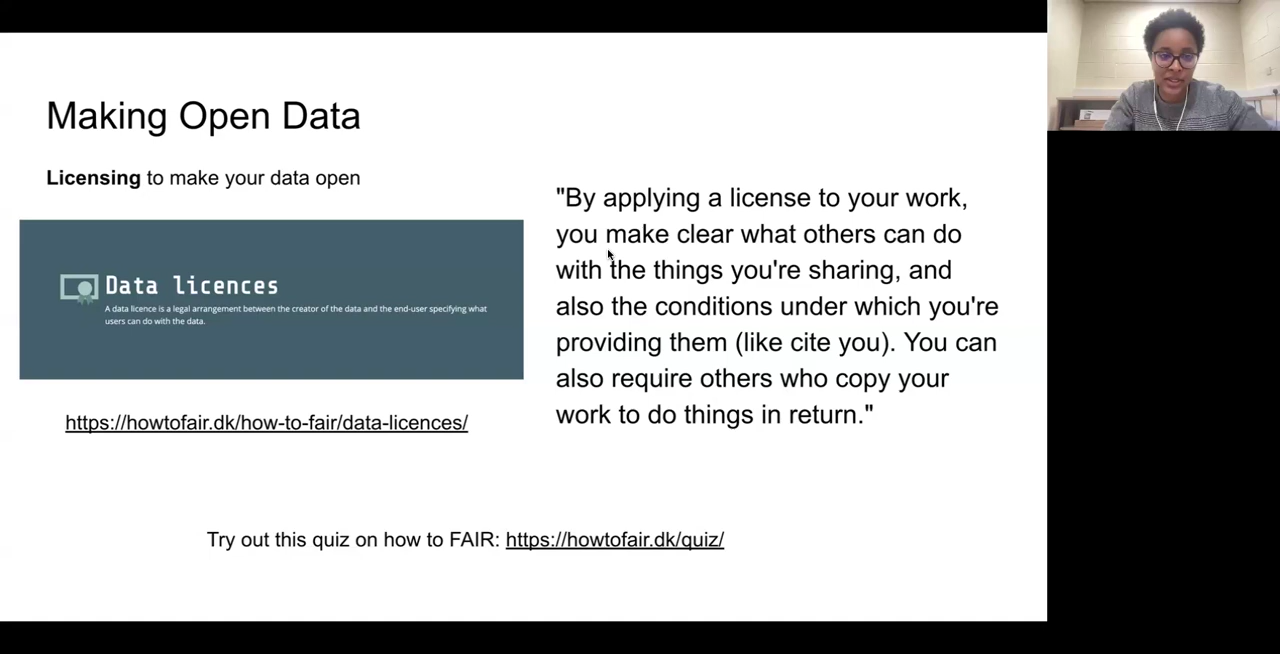 Making Open Data
Licensing to make your data open
Data licences
A data licence is a legal arrangement between the creator of the data and the end-user specifying what
users can do with the data.
https://howtofair.dk/how-to-fair/data-licences/
"By applying a license to your work,
you make clear what others can do
with the things you're sharing, and
also the conditions under which you're
providing them (like cite you). You can
also require others who copy your
work to do things in return."
Try out this quiz on how to FAIR: https://howtofair.dk/quiz/